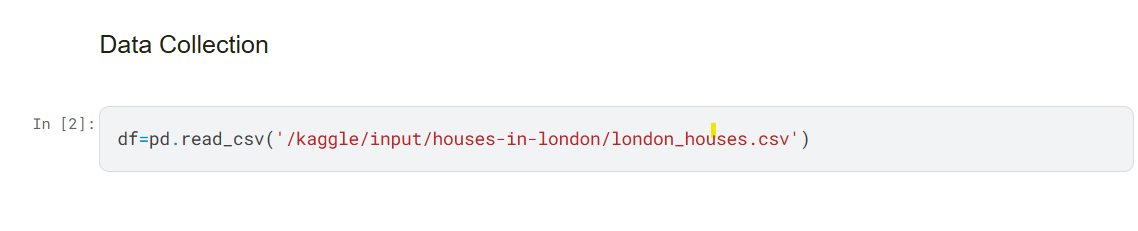 Data Collection
In [2]:
df=pd.read_csv('/kaggle/input/houses-in-london/london_houses.csv')